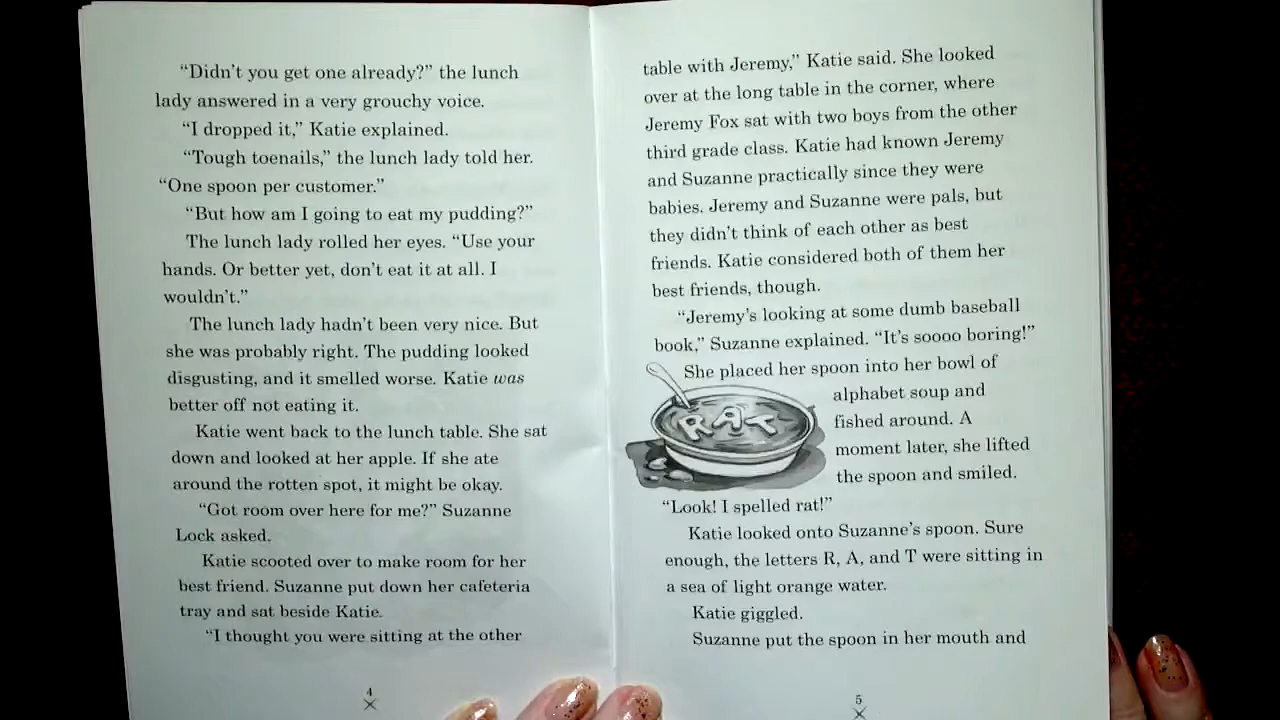 “Didn’t you get one already?” the lunch
lady answered in a very grouchy voice.
“I dropped it,” Katie explained.
“Tough toenails,” the lunch lady told her.
“One spoon per customer.”
“But how am I going to eat my pudding?”
The lunch lady rolled her eyes. “Use your
hands. Or better yet, don’t eat it at all. I
wouldn’t.”
The lunch lady hadn’t been very nice. But
she was probably right. The pudding looked
disgusting, and it smelled worse. Katie was
better off not eating it.
Katie went back to the lunch table. She sat
down and looked at her apple. If she ate
around the rotten spot, it might be okay.
“Got room over here for me?” Suzanne
Lock asked.
Katie scooted over to make room for her
best friend. Suzanne put down her cafeteria
tray and sat beside Katie.
“I thought you were sitting at the other
4
table with Jeremy,” Katie said. She looked
over at the long table in the corner, where
Jeremy Fox sat with two boys from the other
third grade class. Katie had known Jeremy
and Suzanne practically since they were
babies. Jeremy and Suzanne were pals, but
they didn’t think of each other as best
friends. Katie considered both of them her
best friends, though.
“Jeremy’s looking at some dumb baseball
book,” Suzanne explained. “It’s soooo boring!”
She placed her spoon into her bowl of
alphabet soup and
fished around. A
moment later, she lifted
the spoon and smiled.
RAT
“Look! I spelled rat!”
Katie looked onto Suzanne’s spoon. Sure
enough, the letters R, A, and T were sitting in
a sea of light orange water.
Katie giggled.
Suzanne put the spoon in her mouth and
5